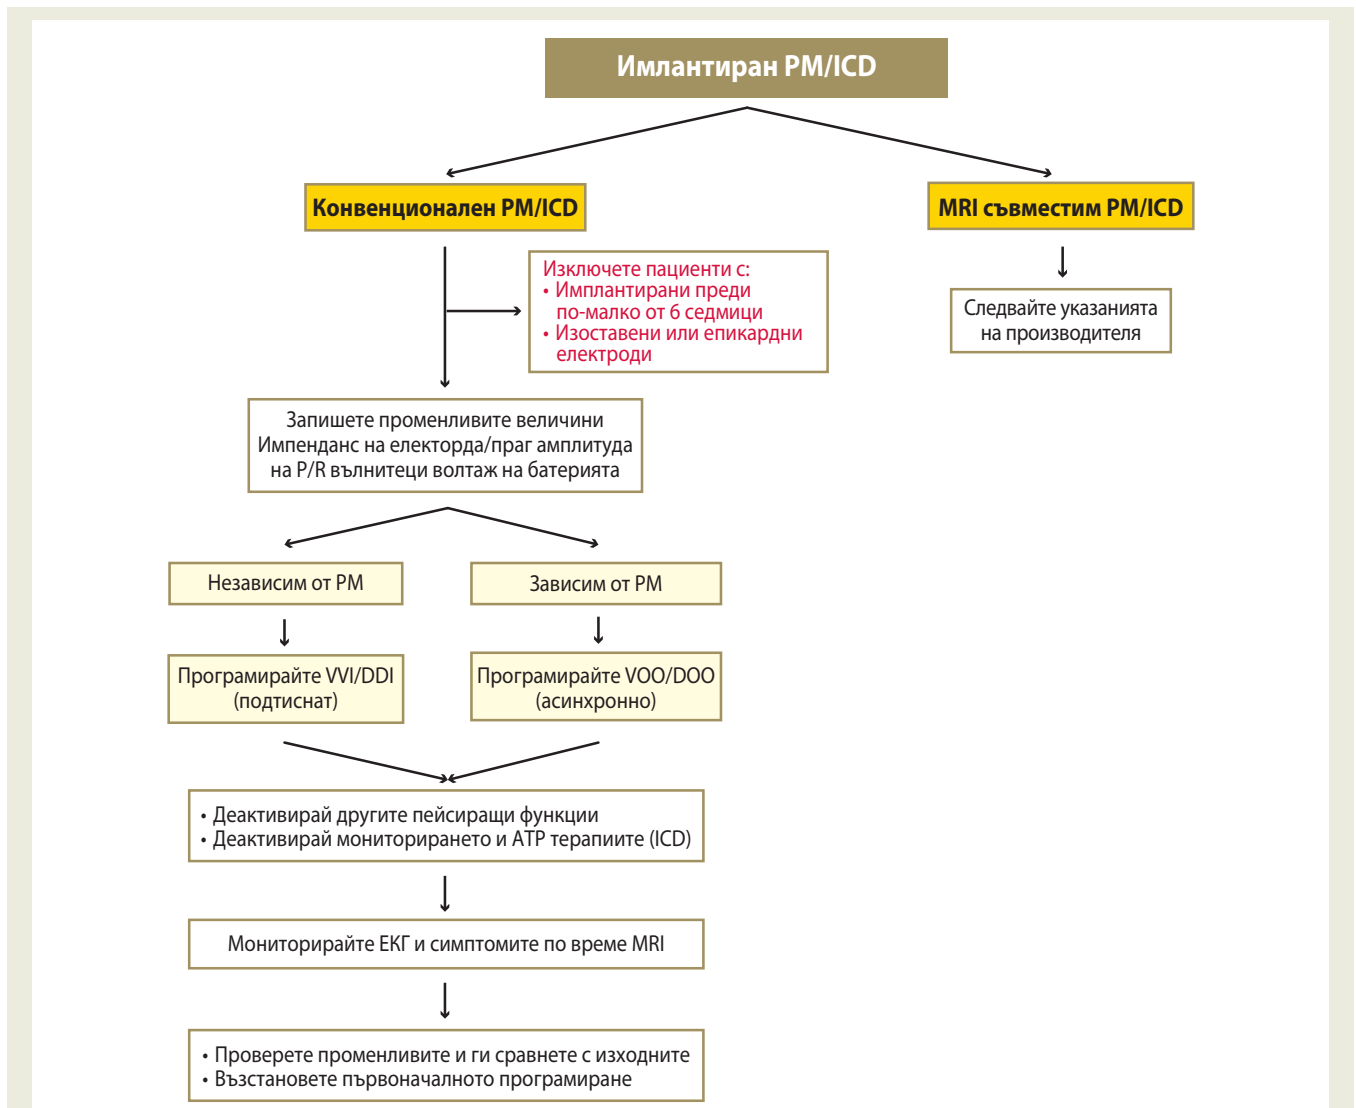 Имлантиран PM/ICD
Конвенционален PM/ICD
MRI съвместим PM/ICD
Изключете пациенти с:
• Имплантирани преди
по-малко от 6 седмици
• Изоставени или епикардни
електроди
Следвайте указанията
на производителя
Запишете променливите величини
Импенданс на електорда/праг амплитуда
на P/R вълнитеци волтаж на батерията
Независим от PM
Зависим от PM
Програмирайте VVI/DDI
(подтиснат)
Програмирайте VOO/DOO
(асинхронно)
• Деактивирай другите пейсиращи функции
• Деактивирай мониторирането и ATP терапиите (ICD)
Мониторирайте ЕКГ и симптомите по време MRI
• Проверете променливите и ги сравнете с изходните
• Възстановете първоначалното програмиране